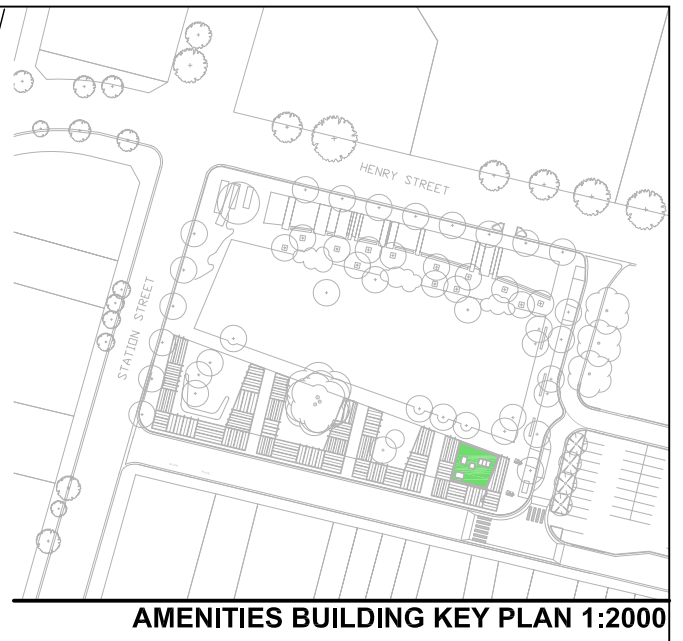 HENRY STREET
STATION STREET
AMENITIES BUILDING KEY PLAN 1:2000